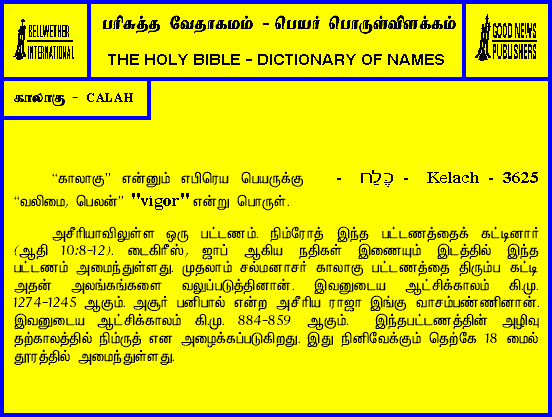 BELLWETHER
INTERNATIONAL
பரிசுத்த வேதாகமம் - பெயர் பொருள்விளக்கம்
THE HOLY BIBLE - DICTIONARY OF NAMES
GOOD NEWS
PUBLISHERS
காலாகு - CALAH
“காலாகு” என்னும் எபிரெய பெயருக்கு - כֶּלַח - Kelach - 3625
“வலிமை, பெலன்” "vigor" என்று பொருள்.
அசீரியாவிலுள்ள ஒரு பட்டணம். நிம்ரோத் இந்த பட்டணத்தைக் கட்டினார்
(ஆதி 10:8-12). டைகிரீஸ், ஜாப் ஆகிய நதிகள் இணையும் இடத்தில் இந்த
பட்டணம் அமைந்துள்ளது. முதலாம் சல்மனாசர் காலாகு பட்டணத்தை திரும்ப கட்டி
அதன் அலங்கங்களை வலுப்படுத்தினான். இவனுடைய ஆட்சிக்காலம் கி.மு.
1274-1245 ஆகும். அசூர் பனிபால் என்ற அசீரிய ராஜா இங்கு வாசம்பண்ணினான்.
இவனுடைய ஆட்சிக்காலம் கி.மு. 884-859 ஆகும். இந்தபட்டணத்தின் அழிவு
தற்காலத்தில் நிம்ருத் என அழைக்கப்படுகிறது. இது நினிவேக்கும் தெற்கே 18 மைல்
தூரத்தில் அமைந்துள்ளது.